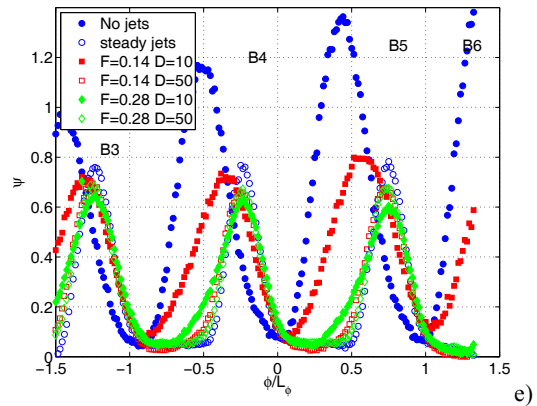 No jets
steady jets
F=0.14 D=10
F=0.14 D=50
F=0.28 D=10
F=0.28 D=50
B3
B4
B5
B6
ψ
1.4
1.2
1
0.8
0.6
0.4
0.2
0
−1.5
−1
−0.5
0
0.5
1
1.5
ϕ/L_ϕ
e)